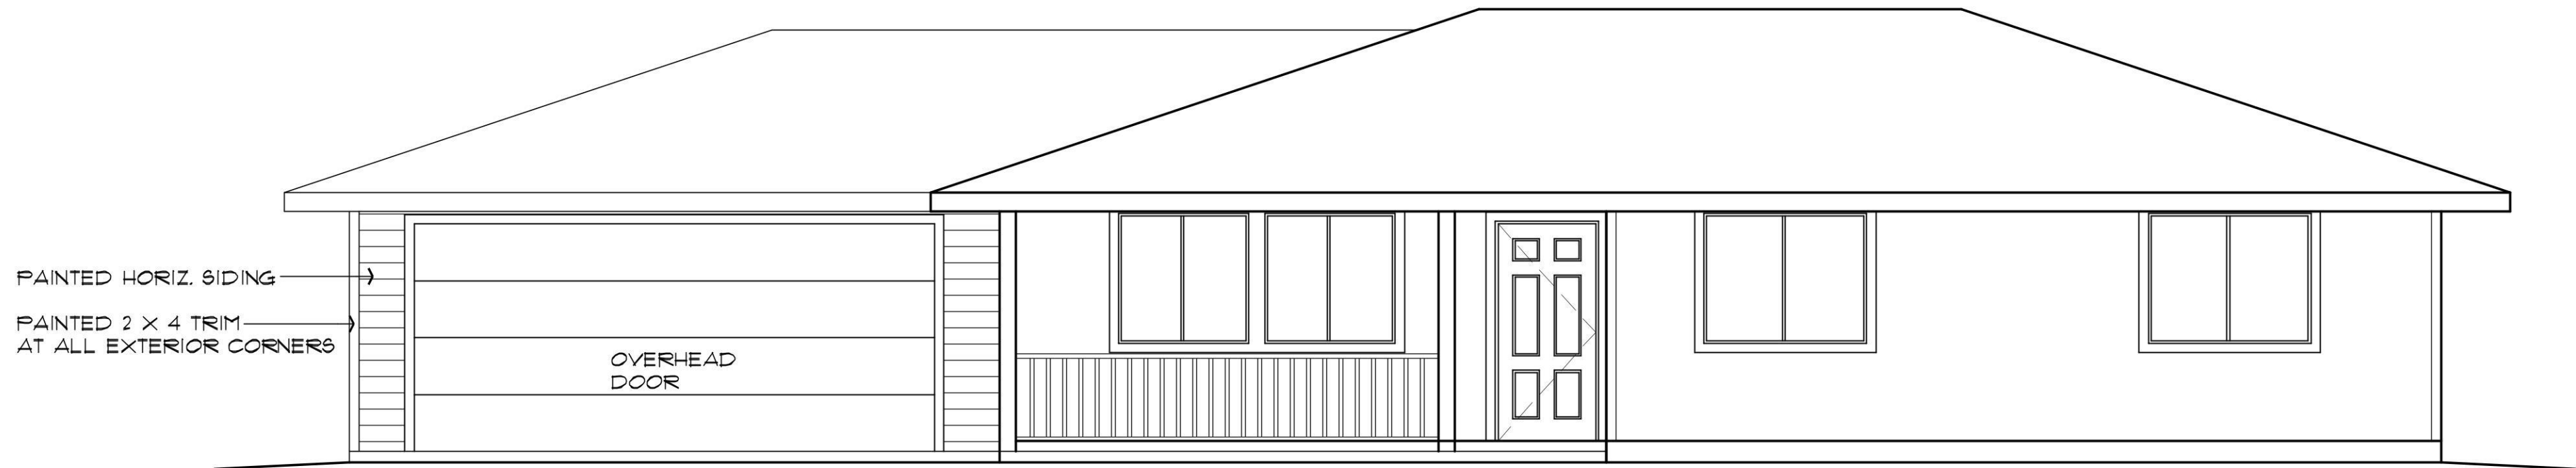 PAINTED HORIZ. SIDING
PAINTED 2 X 4 TRIM
AT ALL EXTERIOR CORNERS
OVERHEAD
DOOR